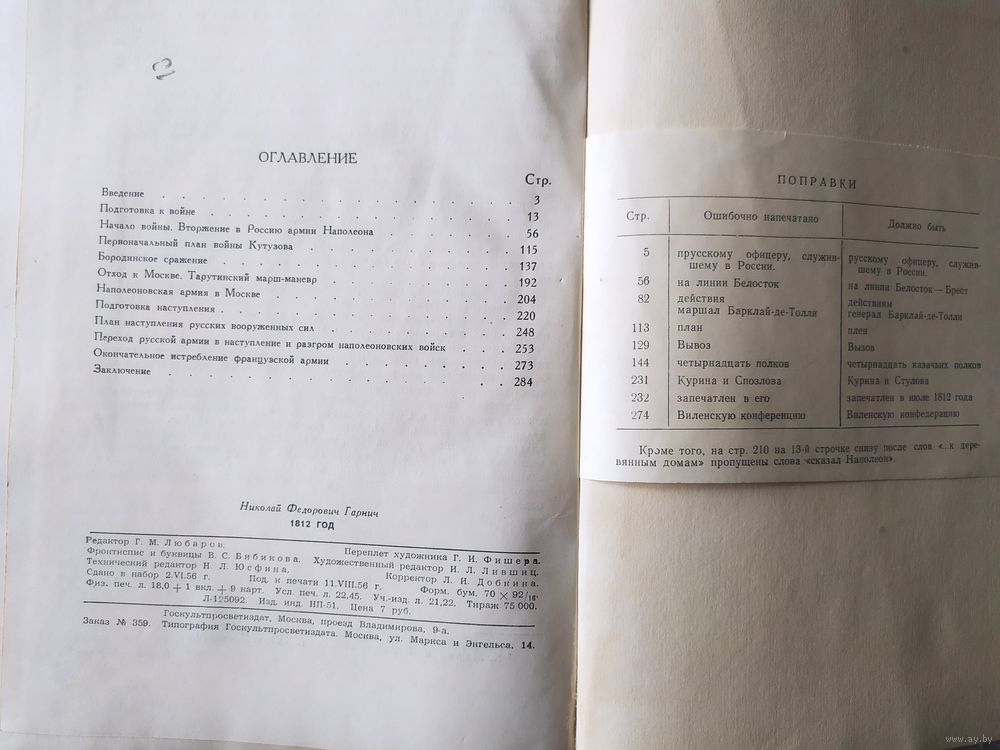 ОГЛАВЛЕНИЕ
Стр.
Введение . . . 3
Подготовка к войне . . . 13
Начало войны. Вторжение в Россию армии Наполеона . . . 56
Первоначальный план войны Кутузова . . . 115
Бородинское сражение . . . 137
Отход к Москве. Тарутинский марш-маневр . . . 192
Наполеоновская армия в Москве . . . 204
Подготовка наступления . . . 220
План наступления русских вооруженных сил . . . 248
Переход русской армии в наступление и разгром наполеоновских войск . . . 253
Окончательное истребление французской армии . . . 273
Заключение . . . 284
Николай Федорович Гарнич
1812 ГОД
Редактор Г. М. Любаров. Переплет художника Г. И. Фишера.
Фронтиспис и буквицы В. С. Бибикова. Художественный редактор И. Л. Лившиц.
Технический редактор Н. Л. Юсфина. Корректор Л. И. Добкина.
Сдано в набор 2.VI.56 г. Под. к печати 11.VIII.56 г. Форм. бум. 70 × 92/16.
Физ. печ. л. 18,0 + 1 вкл. + 9 карт. Усл. печ. л. 22,45. Уч.-изд. л. 21,22. Тираж 75 000.
Л-125092. Изд. инд. НП-51. Цена 7 руб.
Госкультпросветиздат, Москва, проезд Владимирова, 9-а.
Заказ № 359. Типография Госкультпросветиздата. Москва, ул. Маркса и Энгельса, 14.
ПОПРАВКИ
Стр. Ошибочно напечатано Должно быть
5 прусскому офицеру, служив- русскому офицеру, служив-
шему в России. шему в России.
56 на линии Белосток на линии Белосток — Брест
82 действия действиям
маршал Барклай-де-Толли генерал Барклай-де-Толли
113 план плен
129 Вывоз Вызов
144 четырнадцать полков четырнадцать казачьих полков
231 Курина и Спозлова Курина и Стулова
232 запечатлен в его запечатлен в июле 1812 года
274 Виленскую конференцию Виленскую конфедерацию
Кроме того, на стр. 210 на 13-й строчке снизу после слов «...к дере-
вянным домам» пропущены слова «сказал Наполеон».
www.ay.by